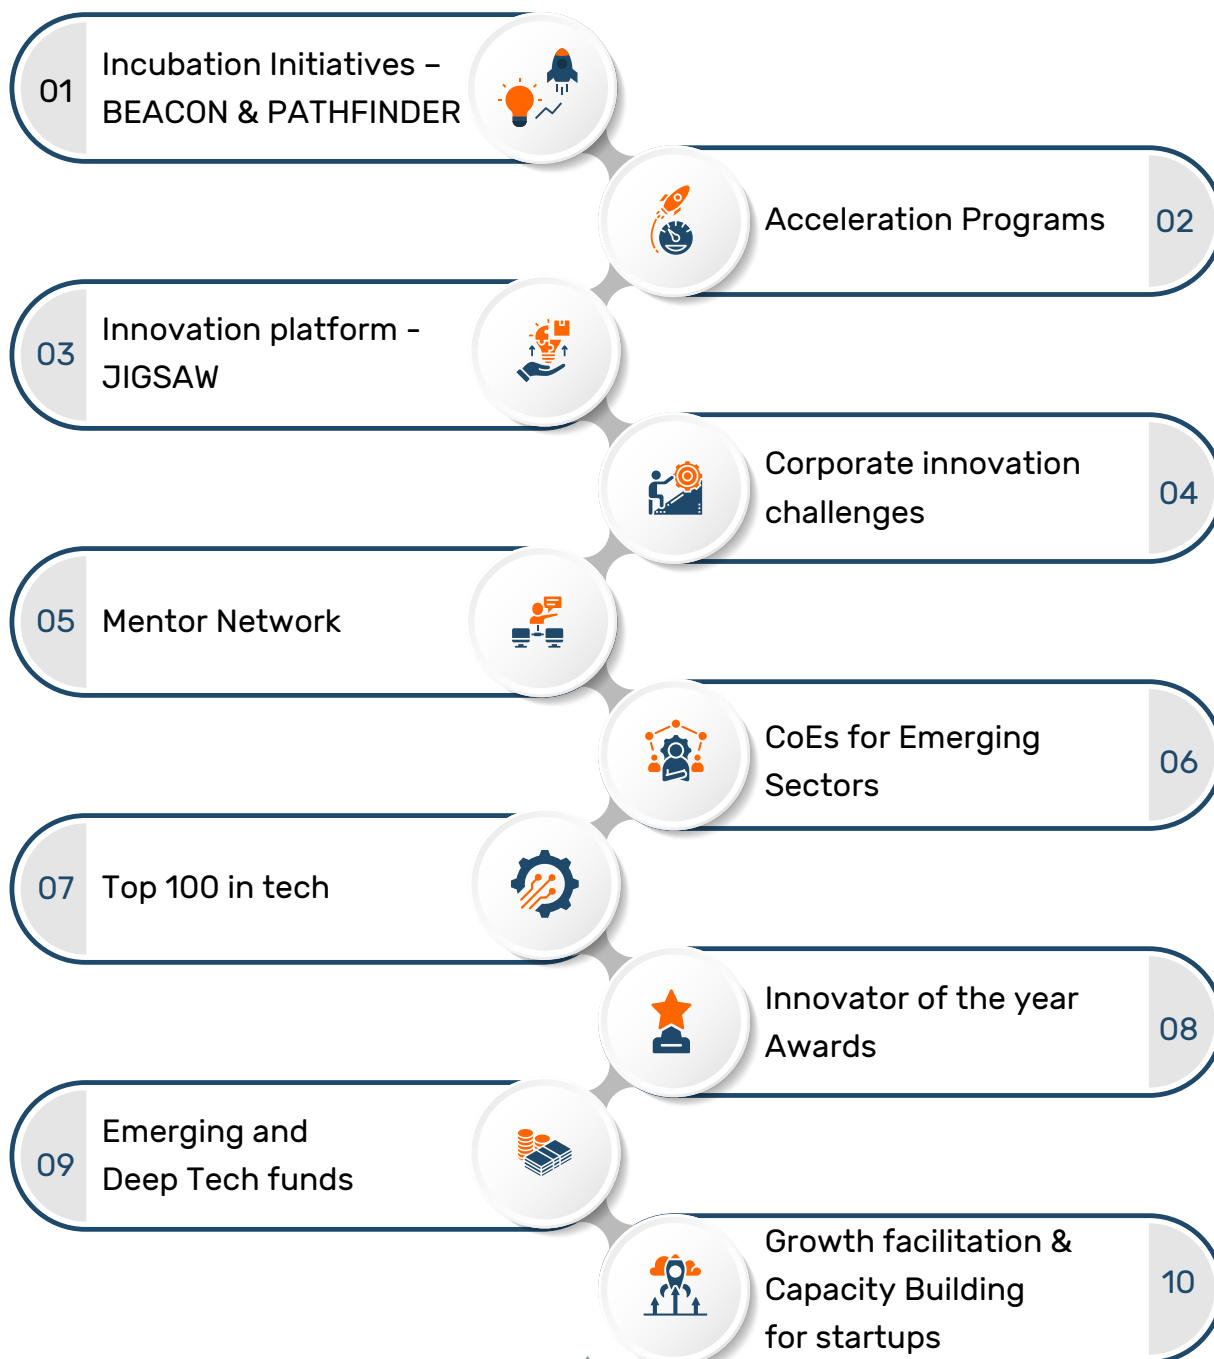 01
Incubation Initiatives –
BEACON & PATHFINDER
Acceleration Programs
02
03
Innovation platform -
JIGSAW
Corporate innovation
challenges
04
05
Mentor Network
CoEs for Emerging
Sectors
06
07
Top 100 in tech
Innovator of the year
Awards
08
09
Emerging and
Deep Tech funds
Growth facilitation &
Capacity Building
for startups
10